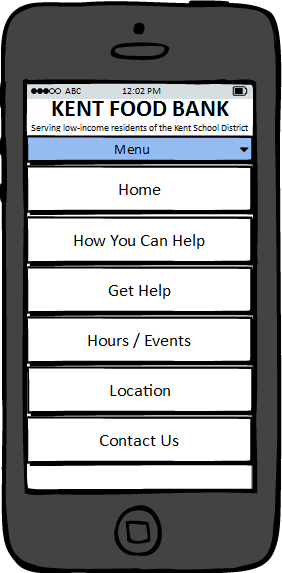 ABC 12:02 PM
KENT FOOD BANK
Serving low-income residents of the Kent School District
Menu
Home
How You Can Help
Get Help
Hours / Events
Location
Contact Us